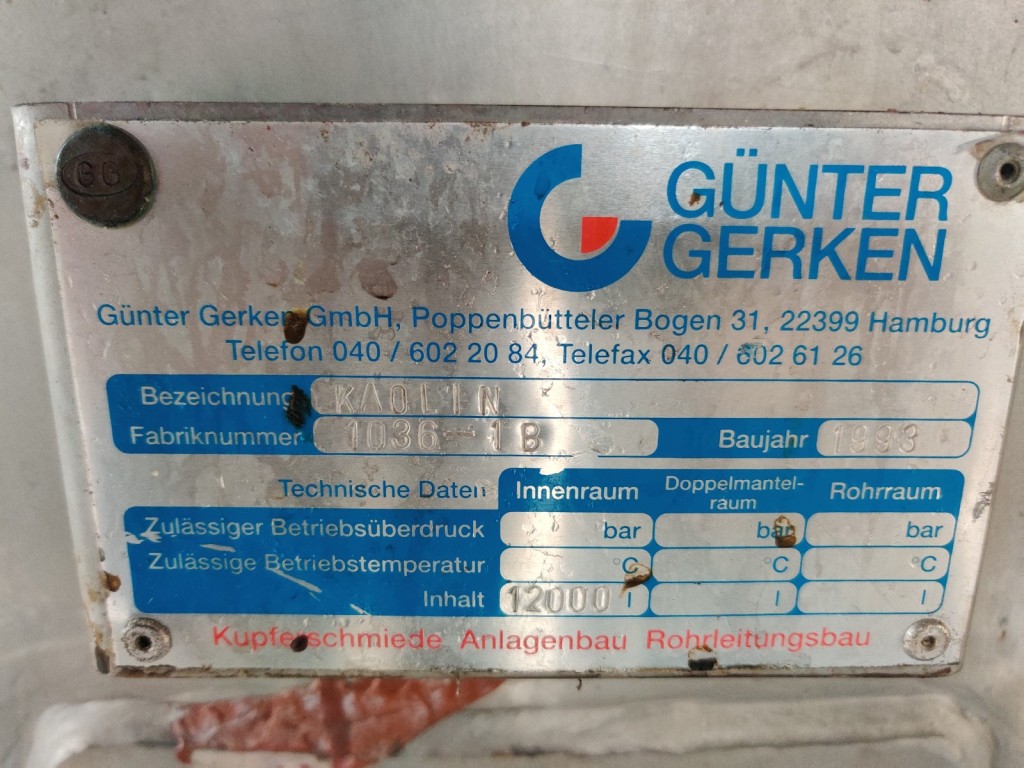 GG
GÜNTER
GERKEN
Günter Gerken GmbH, Poppenbütteler Bogen 31, 22399 Hamburg
Telefon 040 / 602 20 84, Telefax 040 / 602 61 26
Bezeichnung KAOLIN
Fabriknummer 1036-1B Baujahr 1993
Technische Daten Innenraum Doppelmantel-
raum Rohrraum
Zulässiger Betriebsüberdruck bar bar bar
Zulässige Betriebstemperatur °C °C °C
Inhalt 12000 l l l
Kupferschmiede Anlagenbau Rohrleitungsbau